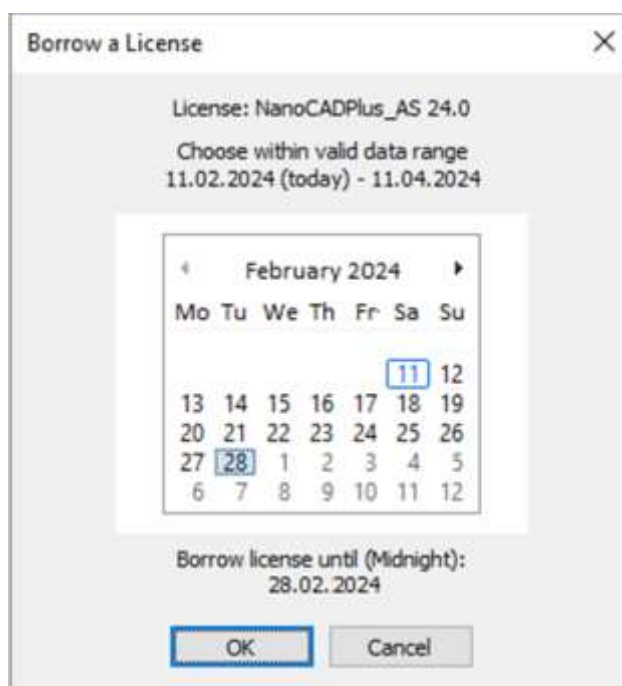 Borrow a License
License: NanoCADPlus_AS 24.0
Choose within valid data range
11.02.2024 (today) - 11.04.2024
February 2024
Mo Tu We Th Fr Sa Su
11 12
13 14 15 16 17 18 19
20 21 22 23 24 25 26
27 28 1 2 3 4 5
6 7 8 9 10 11 12
Borrow license until (Midnight):
28.02.2024
OK Cancel